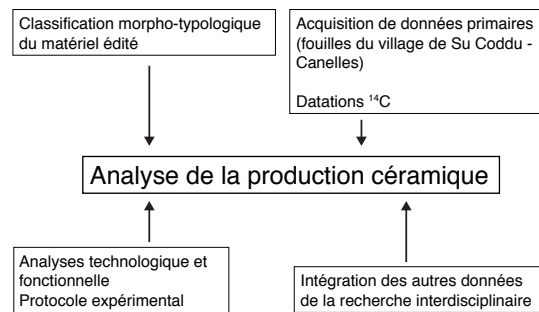 Classification morpho-typologique
du matériel édité
Acquisition de données primaires
(fouilles du village de Su Coddu -
Canelles)
Datations ¹⁴C
Analyse de la production céramique
Analyses technologique et
fonctionnelle
Protocole expérimental
Intégration des autres données
de la recherche interdisciplinaire